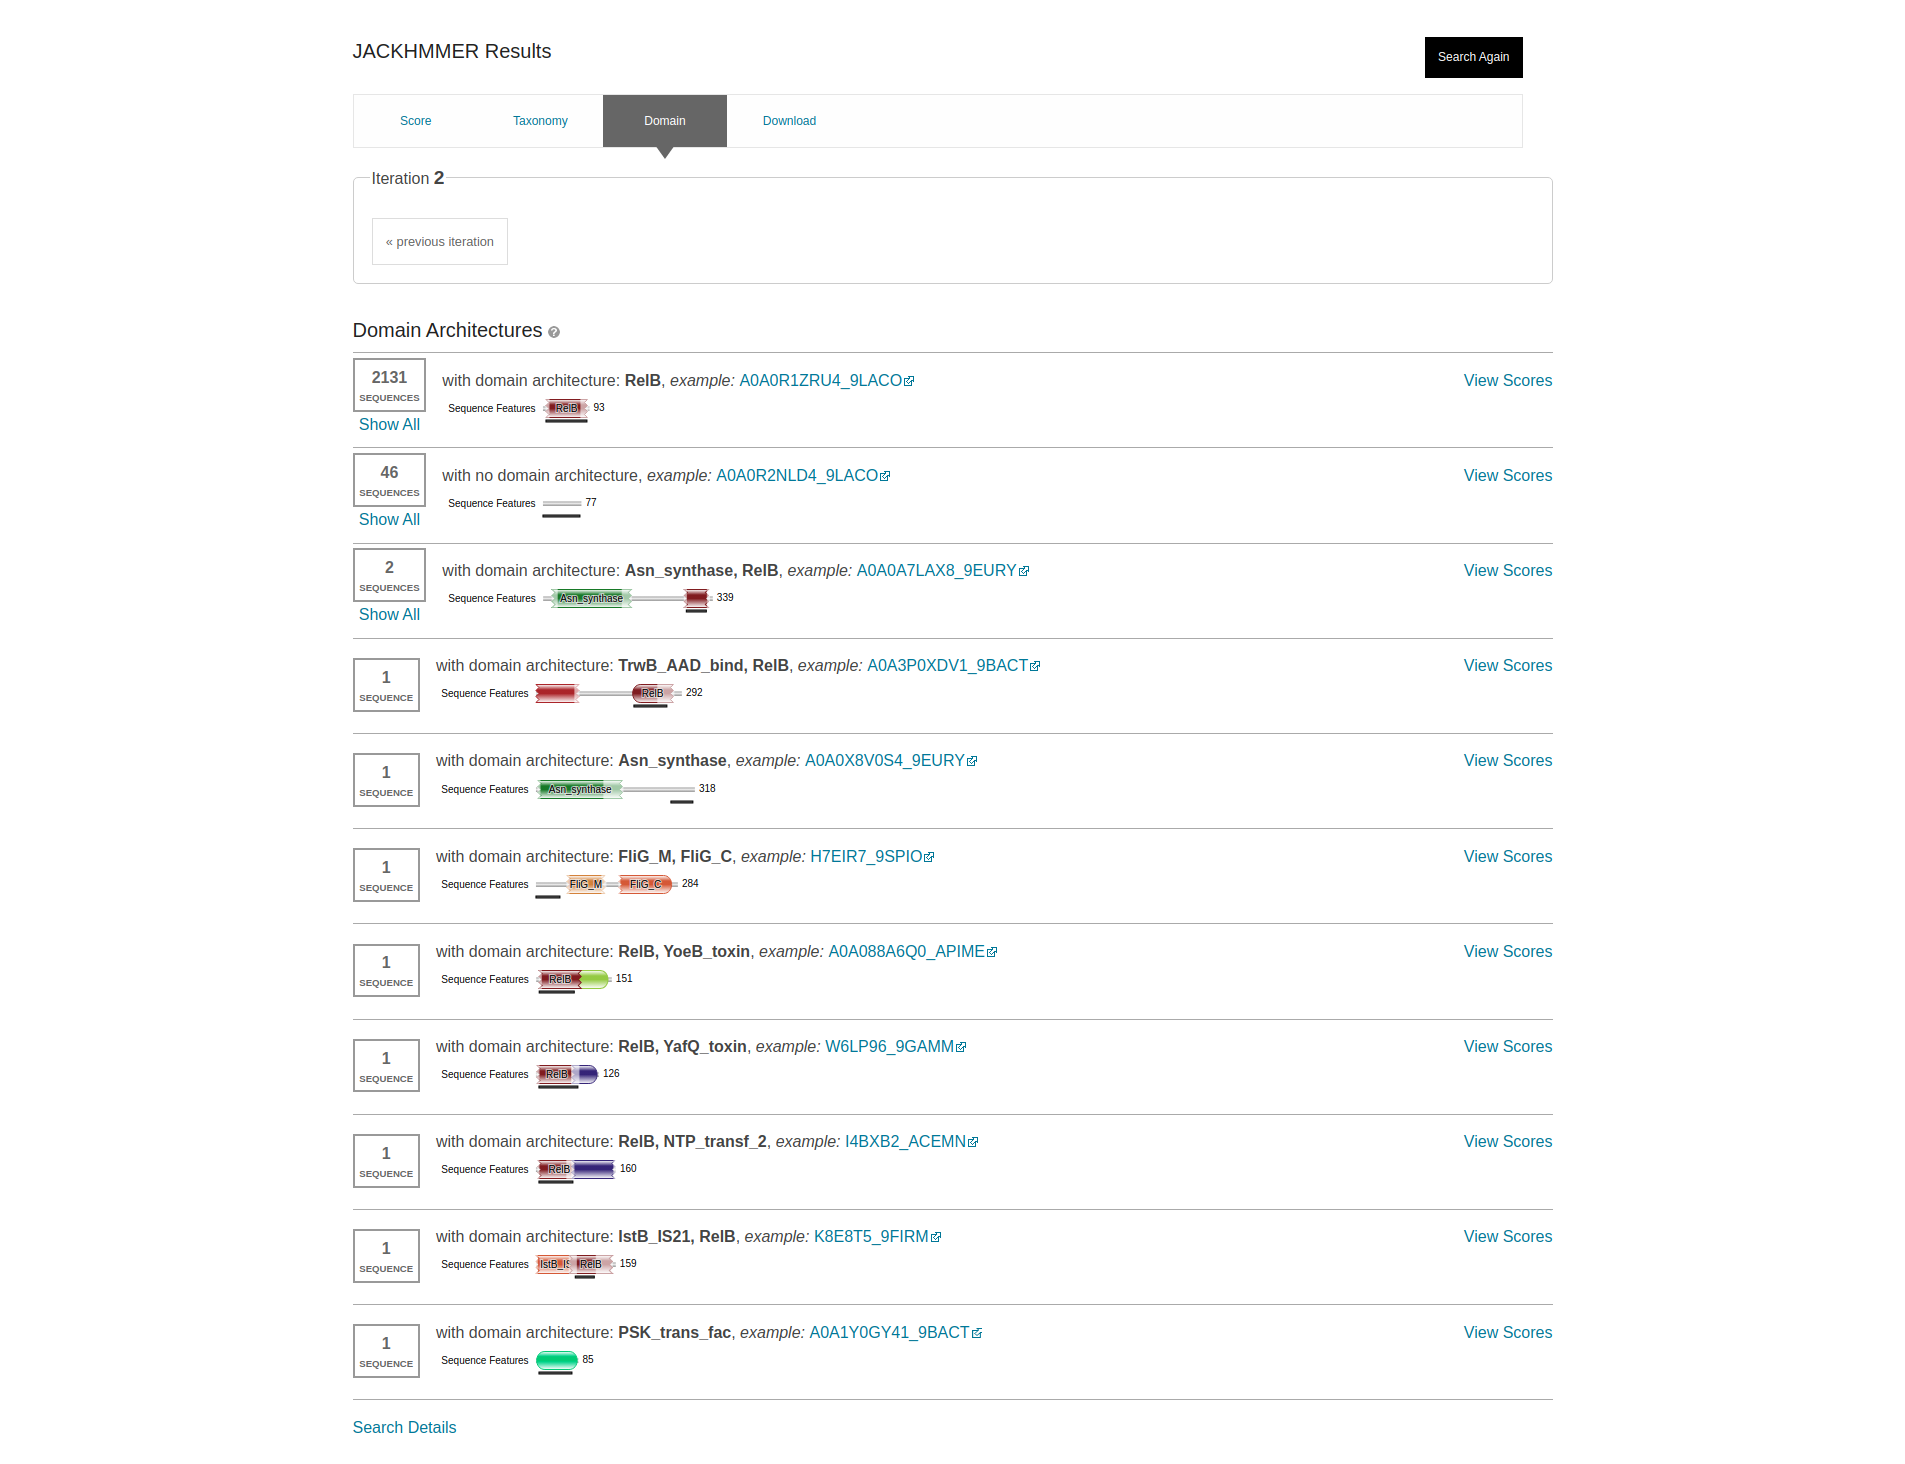 JACKHMMER Results
Search Again
Score Taxonomy Domain Download
Iteration 2
« previous iteration
Domain Architectures ?
2131 SEQUENCES
with domain architecture: RelB, example: A0A0R1ZRU4_9LACO View Scores
Sequence Features RelB 93
Show All
46 SEQUENCES
with no domain architecture, example: A0A0R2NLD4_9LACO View Scores
Sequence Features 77
Show All
2 SEQUENCES
with domain architecture: Asn_synthase, RelB, example: A0A0A7LAX8_9EURY View Scores
Sequence Features Asn_synthase 339
Show All
1 SEQUENCE
with domain architecture: TrwB_AAD_bind, RelB, example: A0A3P0XDV1_9BACT View Scores
Sequence Features RelB 292
1 SEQUENCE
with domain architecture: Asn_synthase, example: A0A0X8V0S4_9EURY View Scores
Sequence Features Asn_synthase 318
1 SEQUENCE
with domain architecture: FliG_M, FliG_C, example: H7EIR7_9SPIO View Scores
Sequence Features FliG_M FliG_C 284
1 SEQUENCE
with domain architecture: RelB, YoeB_toxin, example: A0A088A6Q0_APIME View Scores
Sequence Features RelB 151
1 SEQUENCE
with domain architecture: RelB, YafQ_toxin, example: W6LP96_9GAMM View Scores
Sequence Features RelB 126
1 SEQUENCE
with domain architecture: RelB, NTP_transf_2, example: I4BXB2_ACEMN View Scores
Sequence Features RelB 160
1 SEQUENCE
with domain architecture: IstB_IS21, RelB, example: K8E8T5_9FIRM View Scores
Sequence Features IstB_IS RelB 159
1 SEQUENCE
with domain architecture: PSK_trans_fac, example: A0A1Y0GY41_9BACT View Scores
Sequence Features 85
Search Details